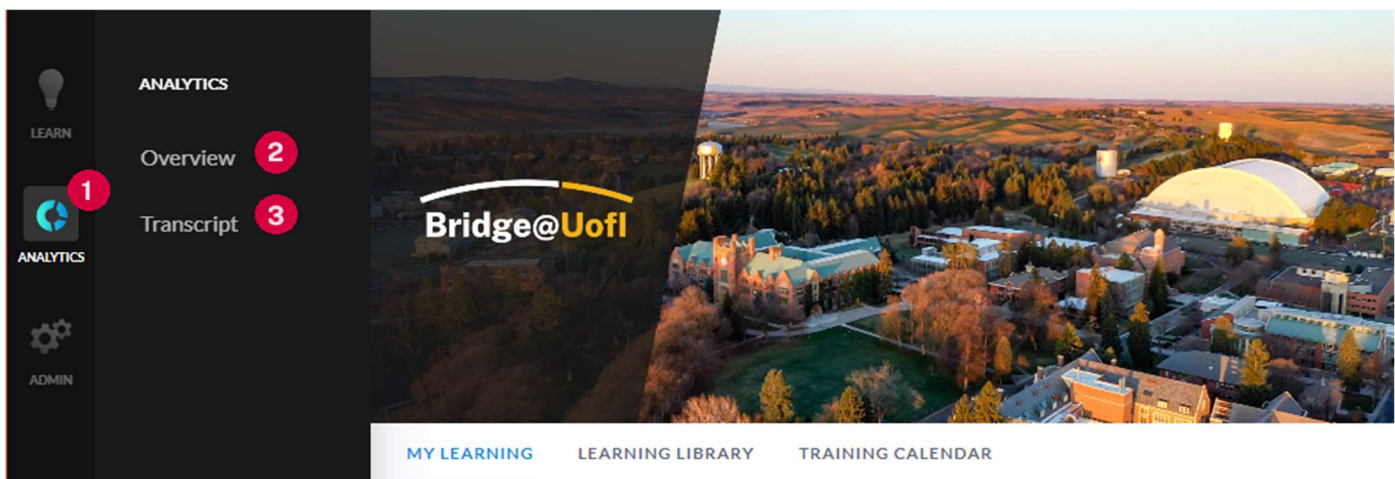 LEARN
1
ANALYTICS
ADMIN
ANALYTICS
Overview 2
Transcript 3
Bridge@UofI
MY LEARNING LEARNING LIBRARY TRAINING CALENDAR